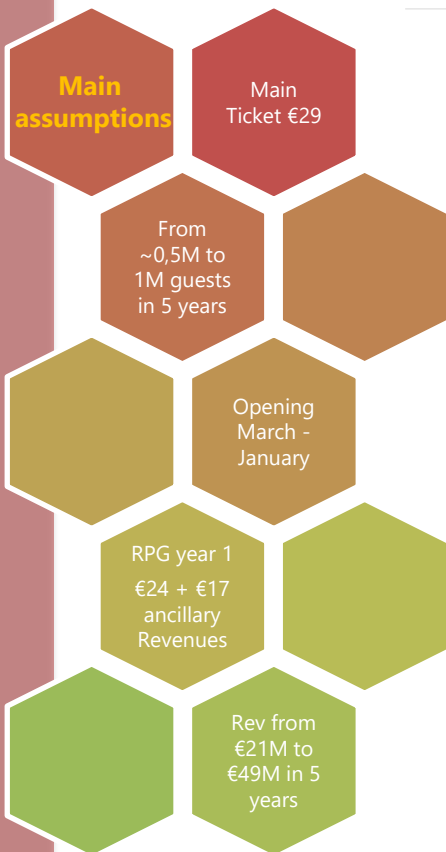 Main
assumptions
Main
Ticket €29
From
~0,5M to
1M guests
in 5 years
Opening
March -
January
RPG year 1
€24 + €17
ancillary
Revenues
Rev from
€21M to
€49M in 5
years